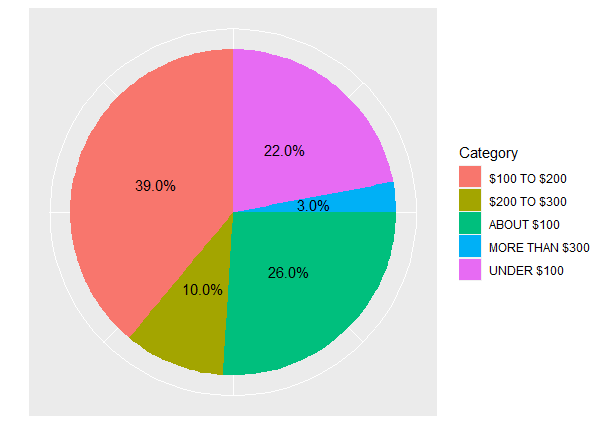 22.0%
39.0%
3.0%
26.0%
10.0%
Category
$100 TO $200
$200 TO $300
ABOUT $100
MORE THAN $300
UNDER $100